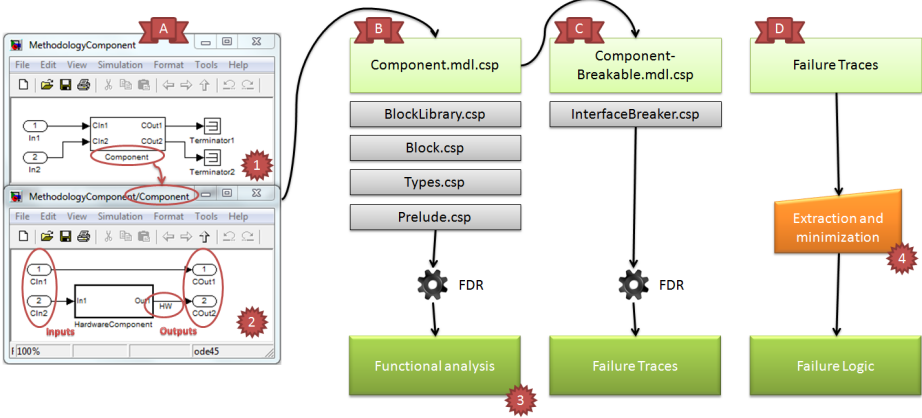 A
MethodologyComponent
File Edit View Simulation Format Tools Help
1
In1
2
In2
CIn1
CIn2
COut1
COut2
Component
Terminator1
Terminator2
1
MethodologyComponent/Component
File Edit View Simulation Format Tools Help
1
CIn1
2
CIn2
Inputs
In1
Out1
HardwareComponent
HW
1
COut1
2
COut2
Outputs
2
100%
ode45
B
Component.mdl.csp
BlockLibrary.csp
Block.csp
Types.csp
Prelude.csp
FDR
Functional analysis
3
C
Component-
Breakable.mdl.csp
InterfaceBreaker.csp
FDR
Failure Traces
D
Failure Traces
Extraction and
minimization
4
Failure Logic